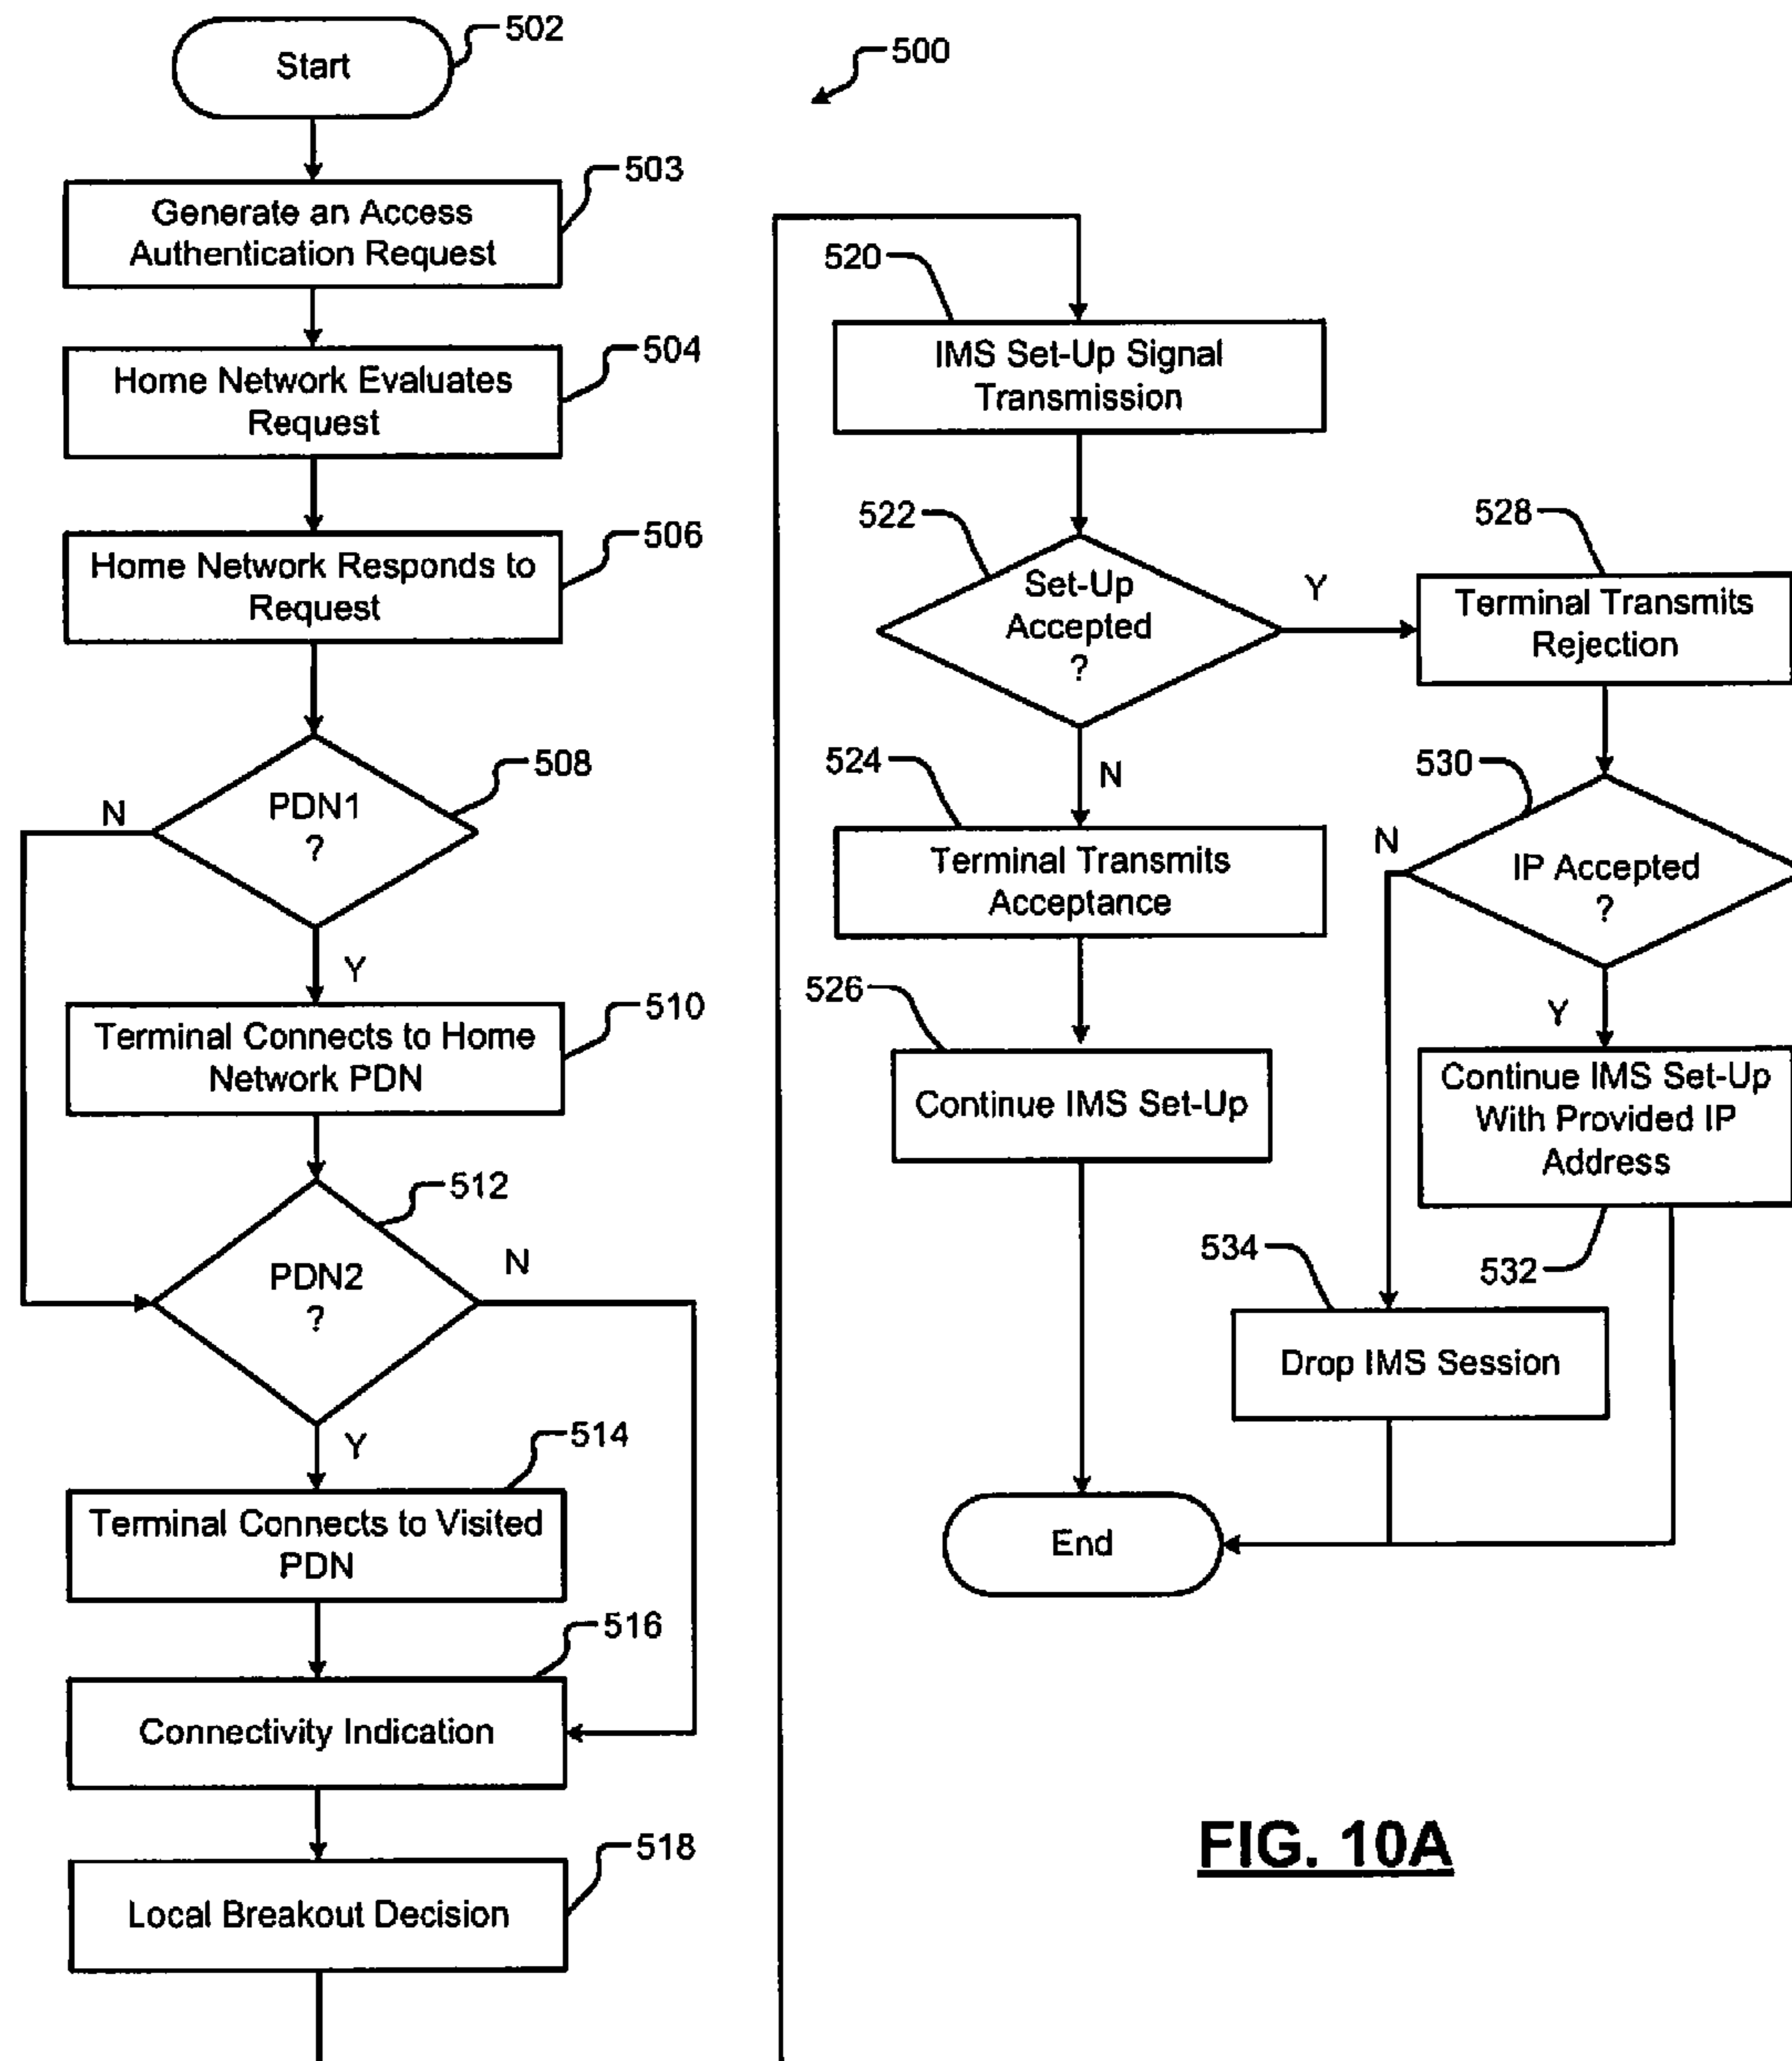 Start
502
500
Generate an Access
Authentication Request
503
Home Network Evaluates
Request
504
Home Network Responds to
Request
506
PDN1
?
508
N
Y
Terminal Connects to Home
Network PDN
510
PDN2
?
512
N
Y
Terminal Connects to Visited
PDN
514
Connectivity Indication
516
Local Breakout Decision
518
520
IMS Set-Up Signal
Transmission
522
Set-Up
Accepted
?
Y
N
524
Terminal Transmits
Acceptance
526
Continue IMS Set-Up
528
Terminal Transmits
Rejection
530
IP Accepted
?
N
Y
Continue IMS Set-Up
With Provided IP
Address
532
534
Drop IMS Session
End
FIG. 10A